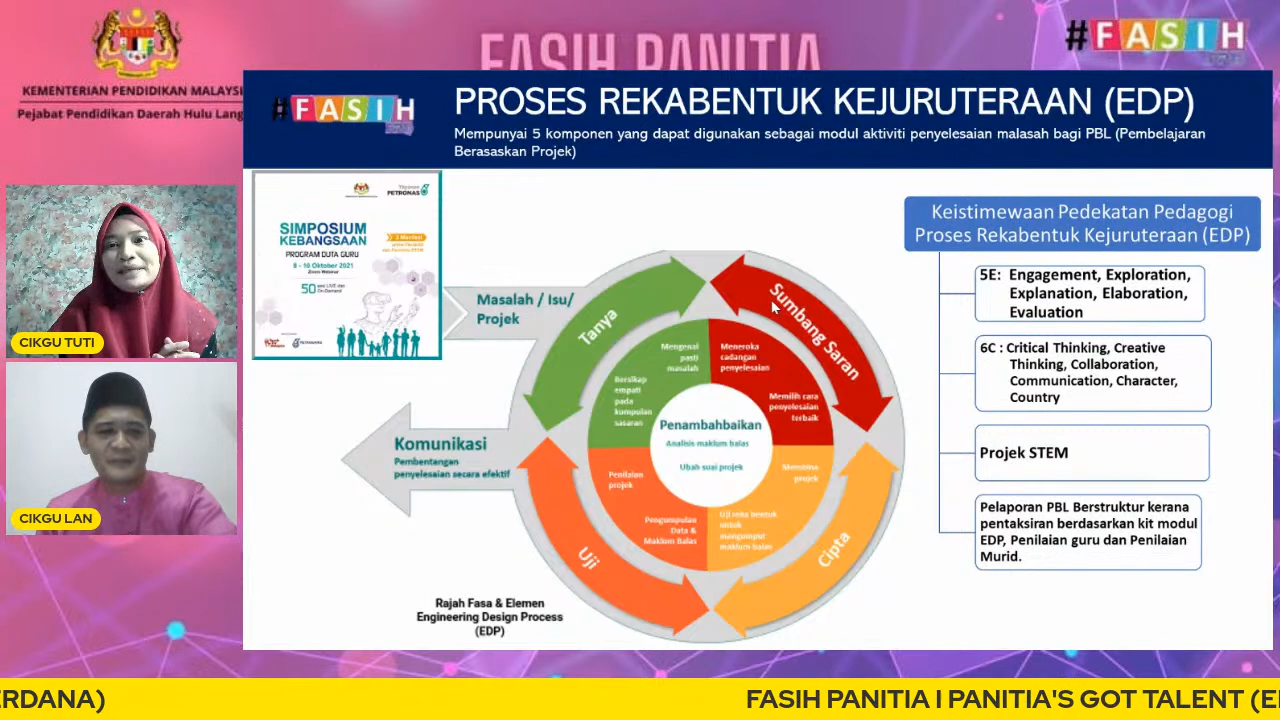 KEMENTERIAN PENDIDIKAN MALAYSI
Pejabat Pendidikan Daerah Hulu Lang
FASIH PANITIA
#FASIH
#FASIH
PROSES REKABENTUK KEJURUTERAAN (EDP)
Mempunyai 5 komponen yang dapat digunakan sebagai modul aktiviti penyelesaian malasah bagi PBL (Pembelajaran
Berasaskan Projek)
CIKGU TUTI
CIKGU LAN
PETRONAS
SIMPOSIUM
KEBANGSAAN
PROGRAM DUTA GURU
8 - 10 Oktober 2021
50
Masalah / Isu/
Projek
Tanya
Sumbang Saran
Cipta
Uji
Mengenal
pasti
masalah
Bersikap
empati
pada
kumpulan
sasaran
Meneroka
cadangan
penyelesaian
Memilih cara
penyelesaian
terbaik
Membina
projek
Uji reka bentuk
untuk
mengumpul
maklum balas
Pengumpulan
Data &
Maklum Balas
Penilaian
projek
Penambahbaikan
Analisis maklum balas
Ubah suai projek
Komunikasi
Pembentangan
penyelesaian secara efektif
Rajah Fasa & Elemen
Engineering Design Process
(EDP)
Keistimewaan Pedekatan Pedagogi
Proses Rekabentuk Kejuruteraan (EDP)
5E: Engagement, Exploration,
Explanation, Elaboration,
Evaluation
6C : Critical Thinking, Creative
Thinking, Collaboration,
Communication, Character,
Country
Projek STEM
Pelaporan PBL Berstruktur kerana
pentaksiran berdasarkan kit modul
EDP, Penilaian guru dan Penilaian
Murid.
ERDANA)
FASIH PANITIA I PANITIA'S GOT TALENT (E